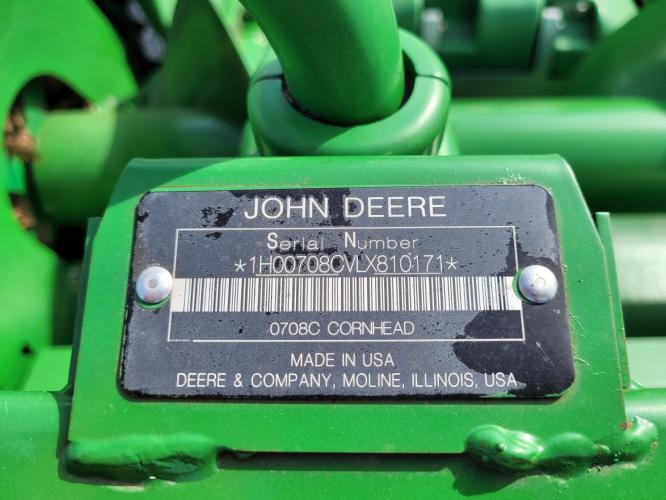 JOHN DEERE
Serial Number
*1H00708CVLX810171*
0708C CORNHEAD
MADE IN USA
DEERE & COMPANY, MOLINE, ILLINOIS, USA